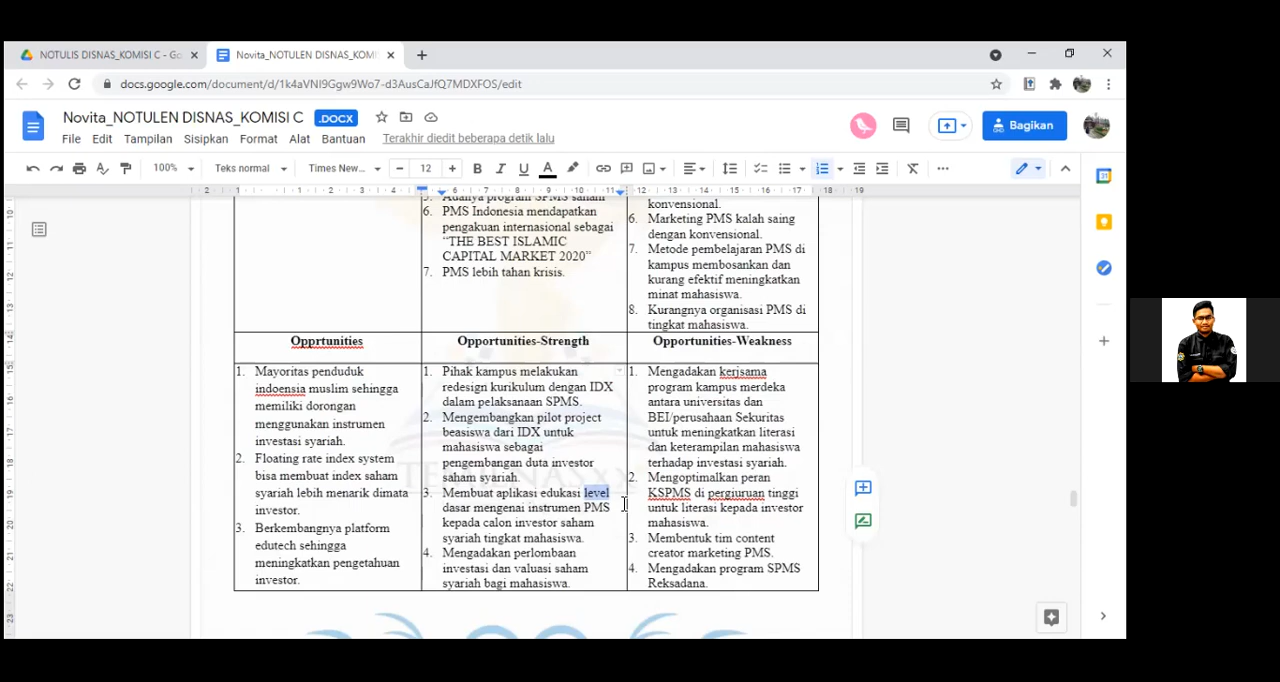 NOTULIS DISNAS_KOMISI C - Go
Novita_NOTULEN DISNAS_KOMI
docs.google.com/document/d/1k4aVNI9Ggw9Wo7-d3AusCaJfQ7MDXFOS/edit
Novita_NOTULEN DISNAS_KOMISI C .DOCX
File Edit Tampilan Sisipkan Format Alat Bantuan Terakhir diedit beberapa detik lalu
Bagikan
100% Teks normal Times New... 12
5. Adanya program SPMS saham
6. PMS Indonesia mendapatkan
pengakuan internasional sebagai
“THE BEST ISLAMIC
CAPITAL MARKET 2020”
7. PMS lebih tahan krisis.
konvensional.
6. Marketing PMS kalah saing
dengan konvensional.
7. Metode pembelajaran PMS di
kampus membosankan dan
kurang efektif meningkatkan
minat mahasiswa.
8. Kurangnya organisasi PMS di
tingkat mahasiswa.
Opprtunities
Opportunities-Strength
Opportunities-Weakness
1. Mayoritas penduduk
indoensia muslim sehingga
memiliki dorongan
menggunakan instrumen
investasi syariah.
2. Floating rate index system
bisa membuat index saham
syariah lebih menarik dimata
investor.
3. Berkembangnya platform
edutech sehingga
meningkatkan pengetahuan
investor.
1. Pihak kampus melakukan
redesign kurikulum dengan IDX
dalam pelaksanaan SPMS.
2. Mengembangkan pilot project
beasiswa dari IDX untuk
mahasiswa sebagai
pengembangan duta investor
saham syariah.
3. Membuat aplikasi edukasi level
dasar mengenai instrumen PMS
kepada calon investor saham
syariah tingkat mahasiswa.
4. Mengadakan perlombaan
investasi dan valuasi saham
syariah bagi mahasiswa.
1. Mengadakan kerjsama
program kampus merdeka
antara universitas dan
BEI/perusahaan Sekuritas
untuk meningkatkan literasi
dan keterampilan mahasiswa
terhadap investasi syariah.
2. Mengoptimalkan peran
KSPMS di pergiuruan tinggi
untuk literasi kepada investor
mahasiswa.
3. Membentuk tim content
creator marketing PMS.
4. Mengadakan program SPMS
Reksadana.